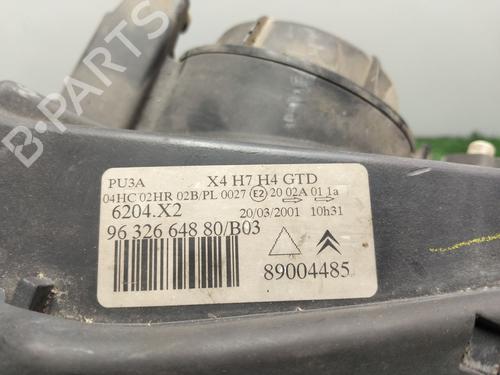 B-PARTS
PU3A X4 H7 H4 GTD
04HC 02HR 02B/PL 0027 E2 20 02A 01 1a
6204.X2 20/03/2001 10h31
96 326 648 80/B03
89004485